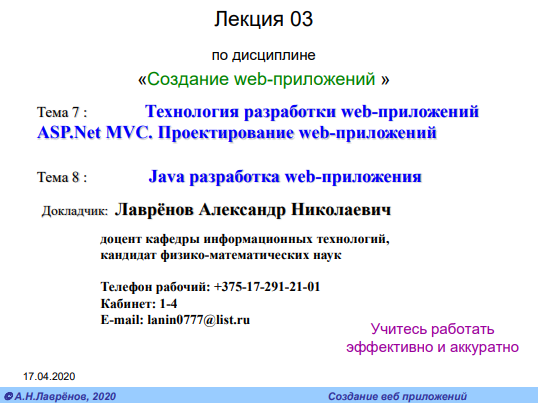 Лекция 03
по дисциплине
«Создание web-приложений »
Тема 7 : Технология разработки web-приложений
ASP.Net MVC. Проектирование web-приложений
Тема 8 : Java разработка web-приложения
Докладчик: Лаврёнов Александр Николаевич
доцент кафедры информационных технологий,
кандидат физико-математических наук
Телефон рабочий: +375-17-291-21-01
Кабинет: 1-4
E-mail: lanin0777@list.ru
Учитесь работать
эффективно и аккуратно
17.04.2020
© А.Н.Лаврёнов, 2020 Создание веб приложений